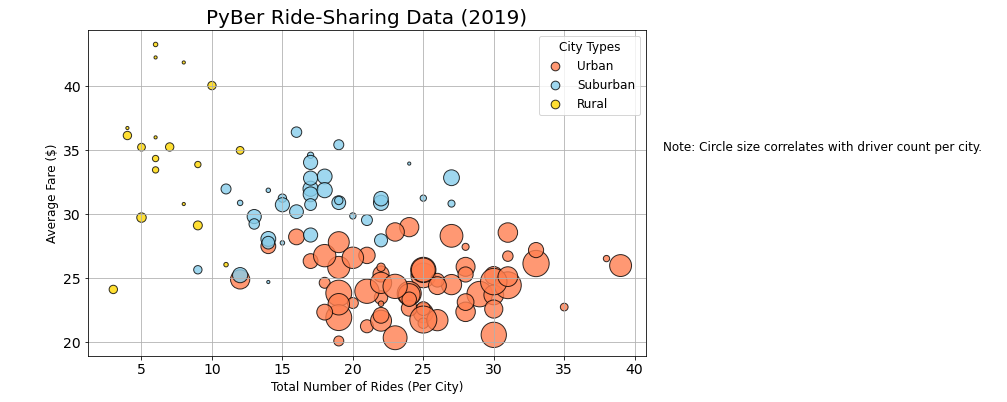 PyBer Ride-Sharing Data (2019)
City Types
Urban
Suburban
Rural
Note: Circle size correlates with driver count per city.
Average Fare ($)
40
35
30
25
20
5 10 15 20 25 30 35 40
Total Number of Rides (Per City)